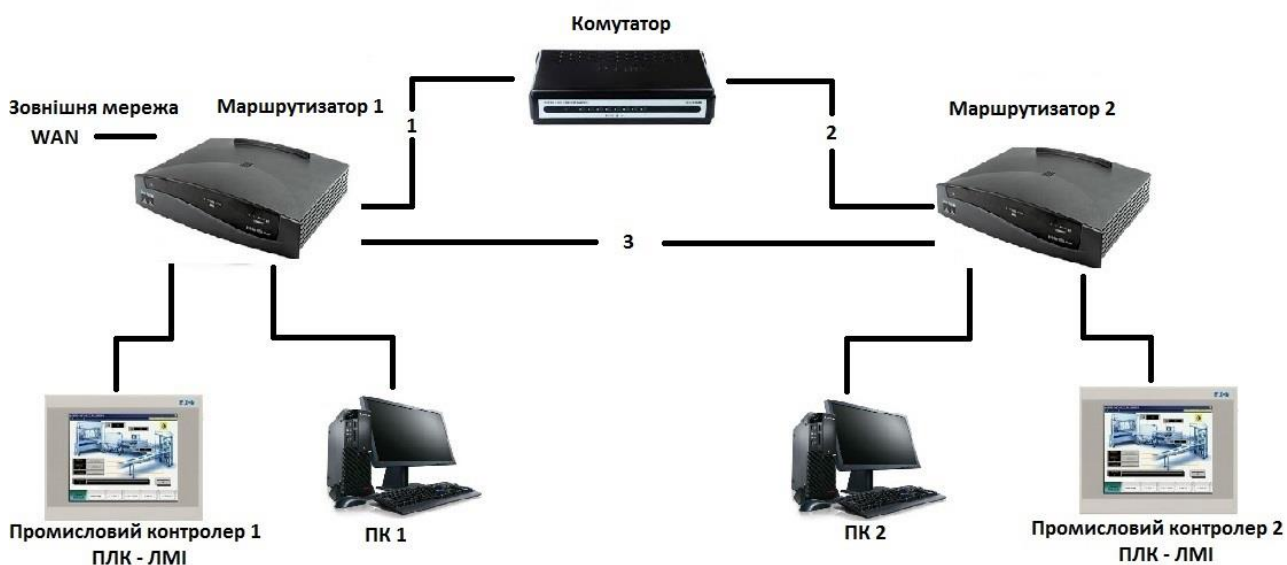 Комутатор
Зовнішня мережа
WAN
Маршрутизатор 1
Маршрутизатор 2
1
2
3
Промисловий контролер 1
ПЛК - ЛМІ
ПК 1
ПК 2
Промисловий контролер 2
ПЛК - ЛМІ